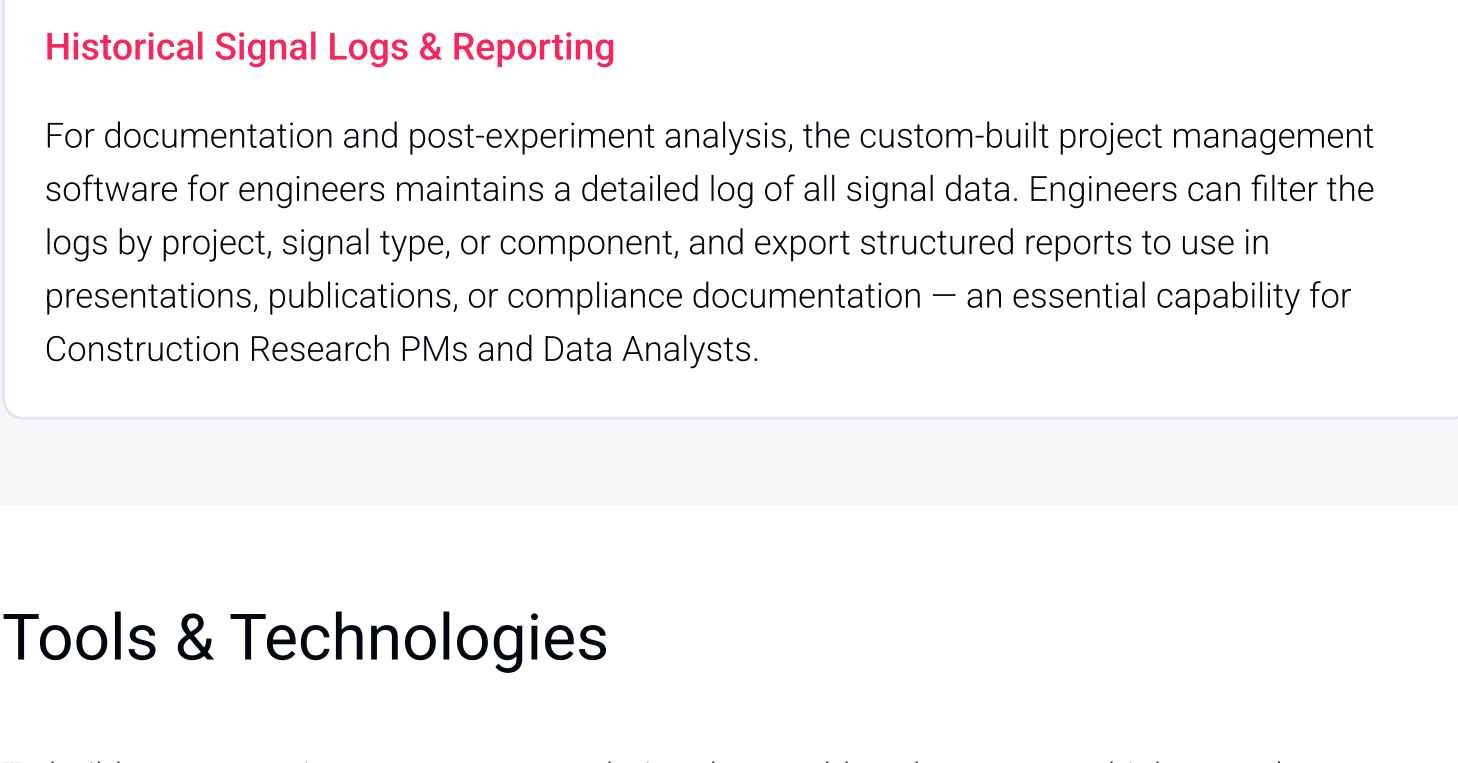 Historical Signal Logs & Reporting
For documentation and post-experiment analysis, the custom-built project management
software for engineers maintains a detailed log of all signal data. Engineers can filter the
logs by project, signal type, or component, and export structured reports to use in
presentations, publications, or compliance documentation — an essential capability for
Construction Research PMs and Data Analysts.
Tools & Technologies